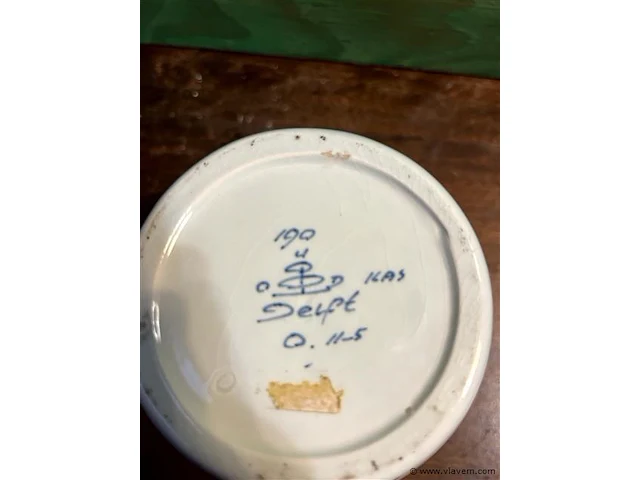 190
O D KAS
Delft
O. 11-5
© www.vlavem.com